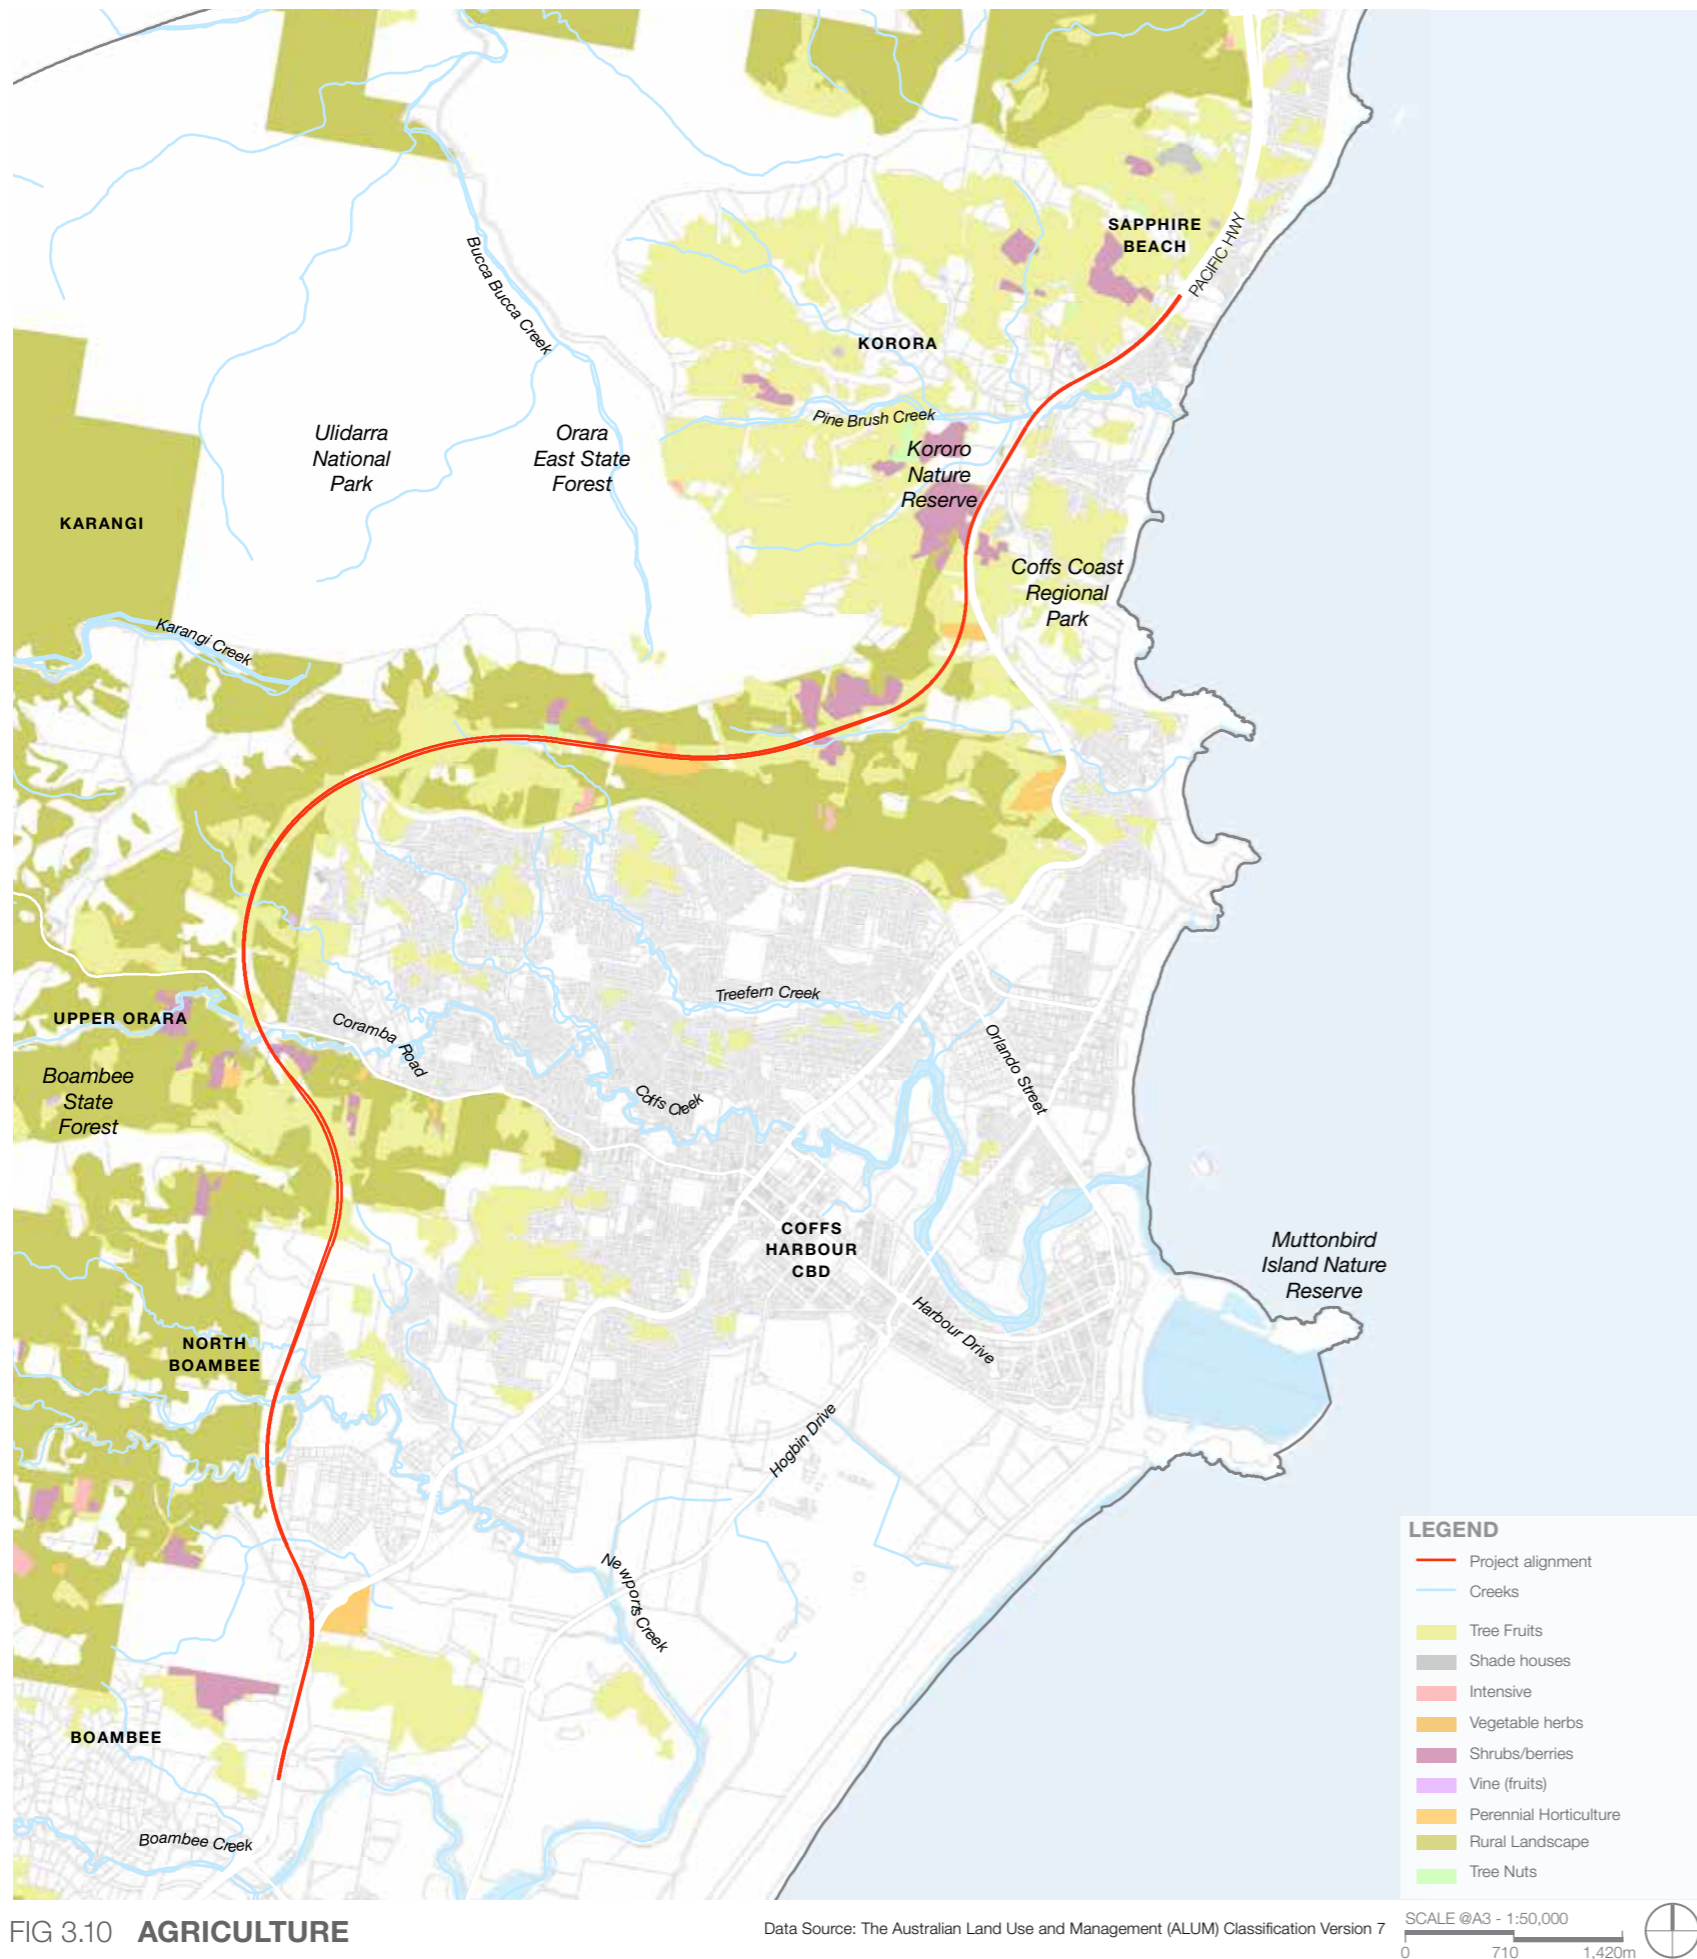 SAPPHIRE
BEACH
PACIFIC HWY
Bucca Bucca Creek
KORORA
Pine Brush Creek
Ulidarra
National
Park
Orara
East State
Forest
Kororo
Nature
Reserve
KARANGI
Coffs Coast
Regional
Park
Karangi Creek
Treefern Creek
UPPER ORARA
Coramba Road
Orlando Street
Boambee
State
Forest
Coffs Creek
COFFS
HARBOUR
CBD
Muttonbird
Island Nature
Reserve
Harbour Drive
NORTH
BOAMBEE
Hogbin Drive
Newports Creek
BOAMBEE
Boambee Creek
LEGEND
Project alignment
Creeks
Tree Fruits
Shade houses
Intensive
Vegetable herbs
Shrubs/berries
Vine (fruits)
Perennial Horticulture
Rural Landscape
Tree Nuts
FIG 3.10 AGRICULTURE
Data Source: The Australian Land Use and Management (ALUM) Classification Version 7
SCALE @A3 - 1:50,000
0 710 1,420m